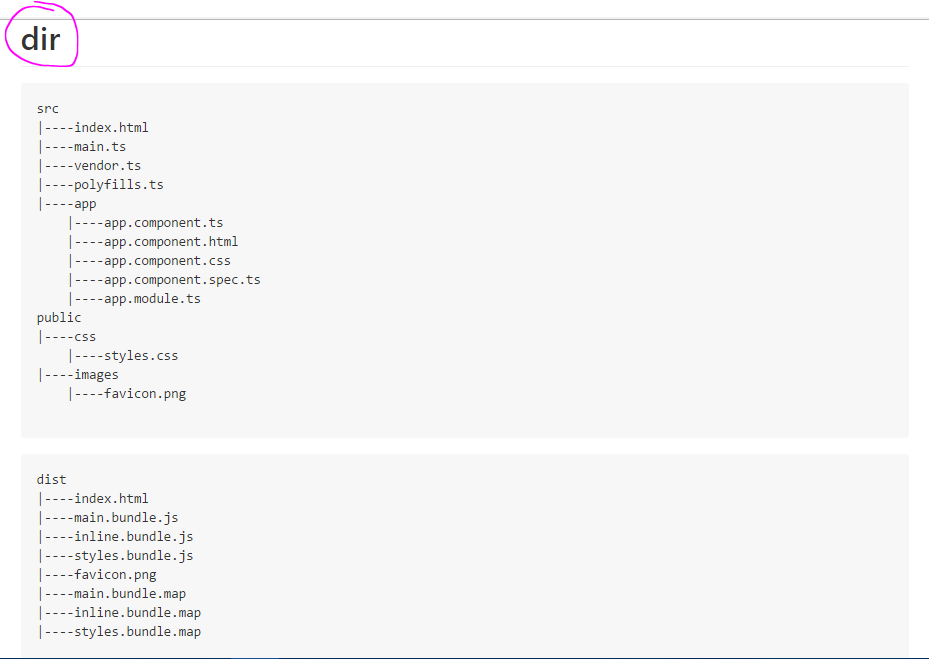 dir
src
|----index.html
|----main.ts
|----vendor.ts
|----polyfills.ts
|----app
    |----app.component.ts
    |----app.component.html
    |----app.component.css
    |----app.component.spec.ts
    |----app.module.ts
public
|----css
    |----styles.css
|----images
    |----favicon.png
dist
|----index.html
|----main.bundle.js
|----inline.bundle.js
|----styles.bundle.js
|----favicon.png
|----main.bundle.map
|----inline.bundle.map
|----styles.bundle.map